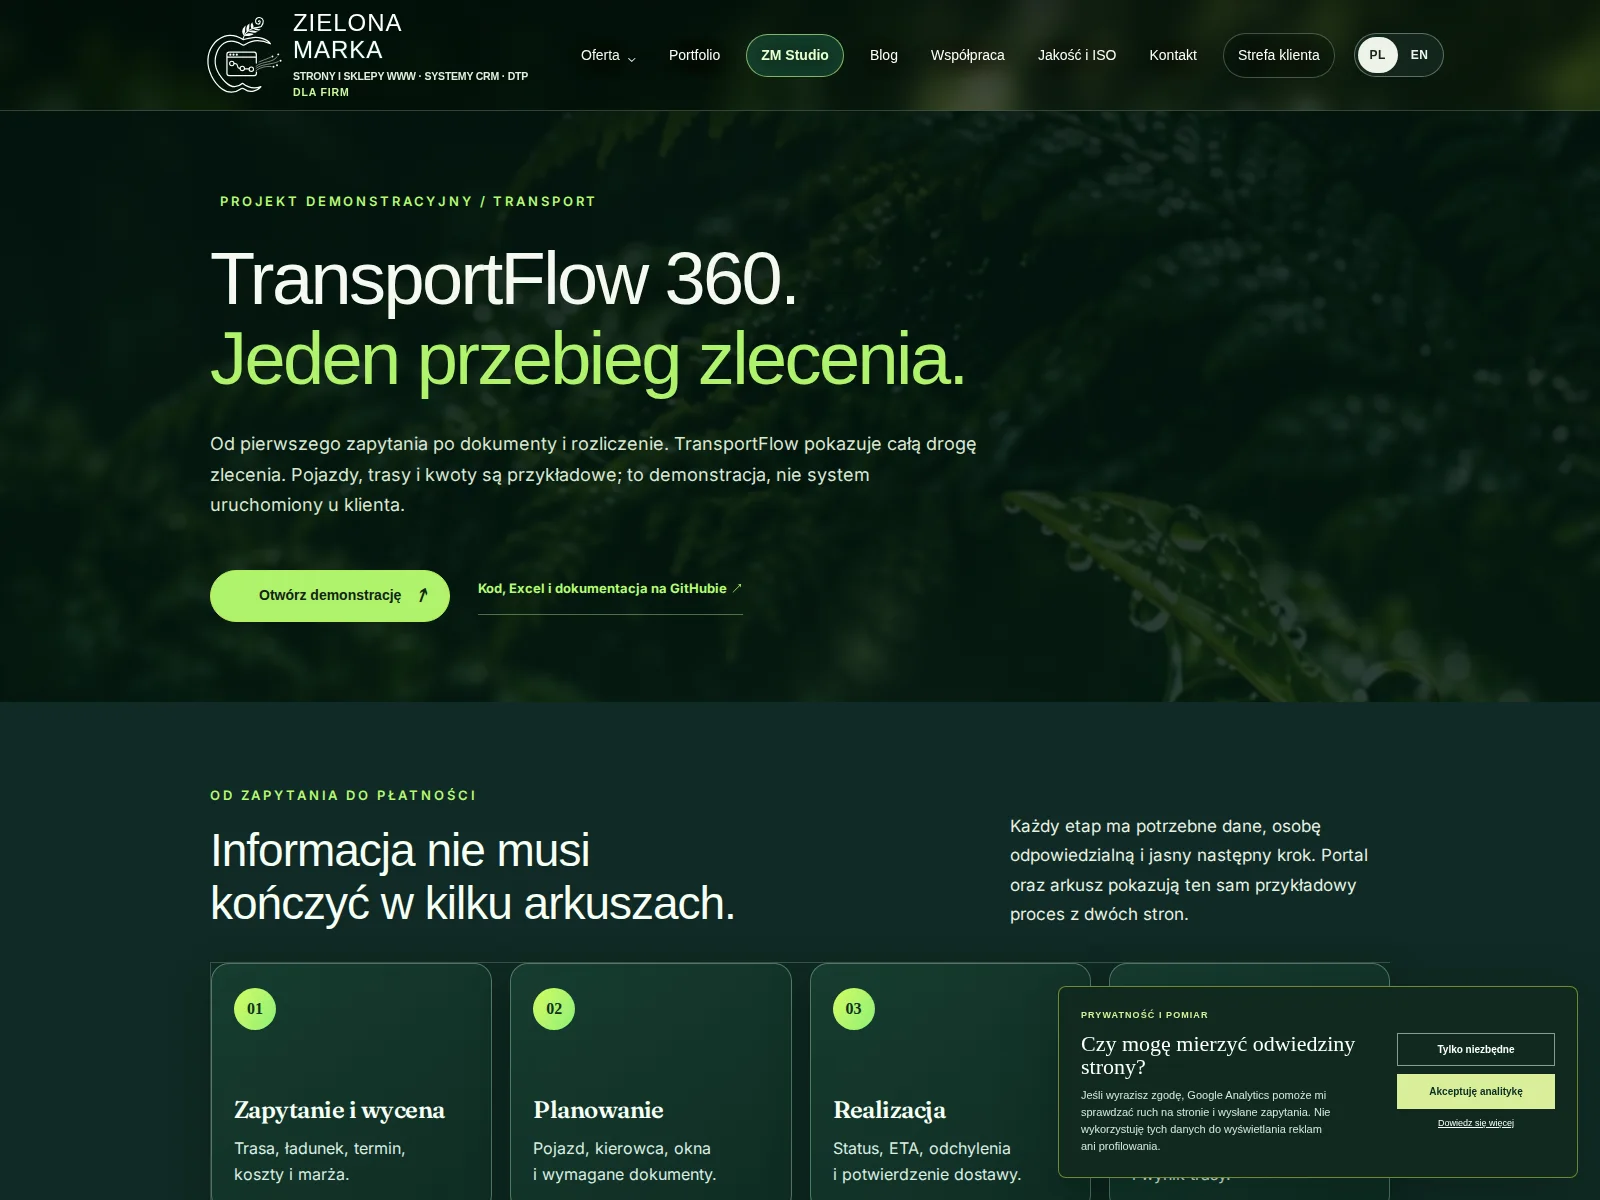 ZIELONA
MARKA
STRONY I SKLEPY WWW · SYSTEMY CRM · DTP
DLA FIRM
Oferta
Portfolio
ZM Studio
Blog
Współpraca
Jakość i ISO
Kontakt
Strefa klienta
PL
EN
PROJEKT DEMONSTRACYJNY / TRANSPORT
TransportFlow 360.
Jeden przebieg zlecenia.
Od pierwszego zapytania po dokumenty i rozliczenie. TransportFlow pokazuje całą drogę
zlecenia. Pojazdy, trasy i kwoty są przykładowe; to demonstracja, nie system
uruchomiony u klienta.
Otwórz demonstrację ↗
Kod, Excel i dokumentacja na GitHubie ↗
OD ZAPYTANIA DO PŁATNOŚCI
Informacja nie musi
kończyć w kilku arkuszach.
Każdy etap ma potrzebne dane, osobę
odpowiedzialną i jasny następny krok. Portal
oraz arkusz pokazują ten sam przykładowy
proces z dwóch stron.
01
Zapytanie i wycena
Trasa, ładunek, termin,
koszty i marża.
02
Planowanie
Pojazd, kierowca, okna
i wymagane dokumenty.
03
Realizacja
Status, ETA, odchylenia
i potwierdzenie dostawy.
PRYWATNOŚĆ I POMIAR
Czy mogę mierzyć odwiedziny
strony?
Jeśli wyrazisz zgodę, Google Analytics pomoże mi
sprawdzać ruch na stronie i wysłane zapytania. Nie
wykorzystuję tych danych do wyświetlania reklam
ani profilowania.
Tylko niezbędne
Akceptuję analitykę
Dowiedz się więcej